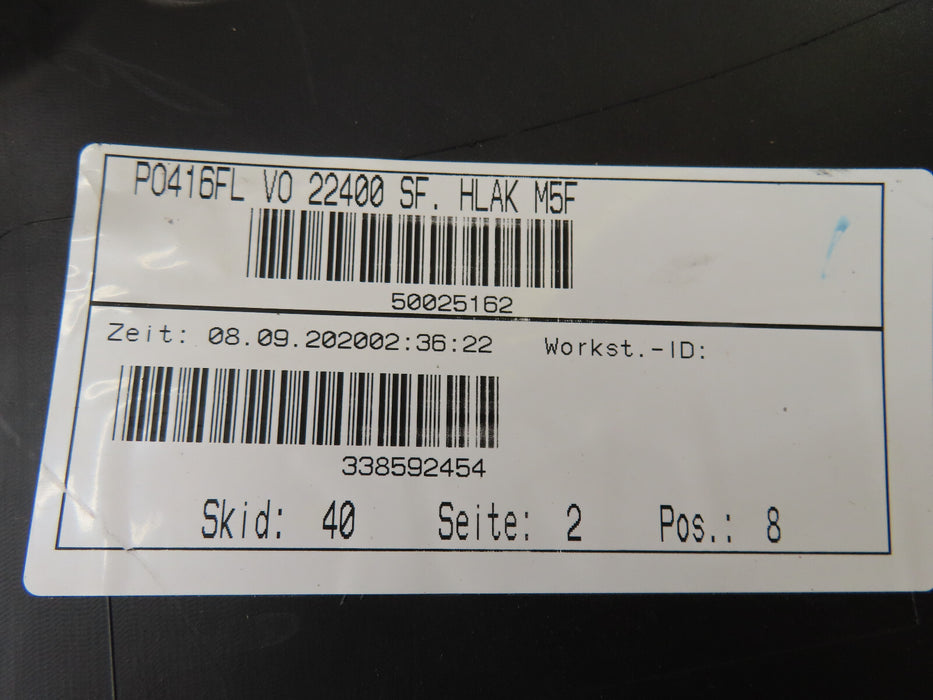 PO416FL VO 22400 SF. HLAK M5F
50025162
Zeit: 08.09.202002:36:22 Workst.-ID:
338592454
Skid: 40 Seite: 2 Pos.: 8